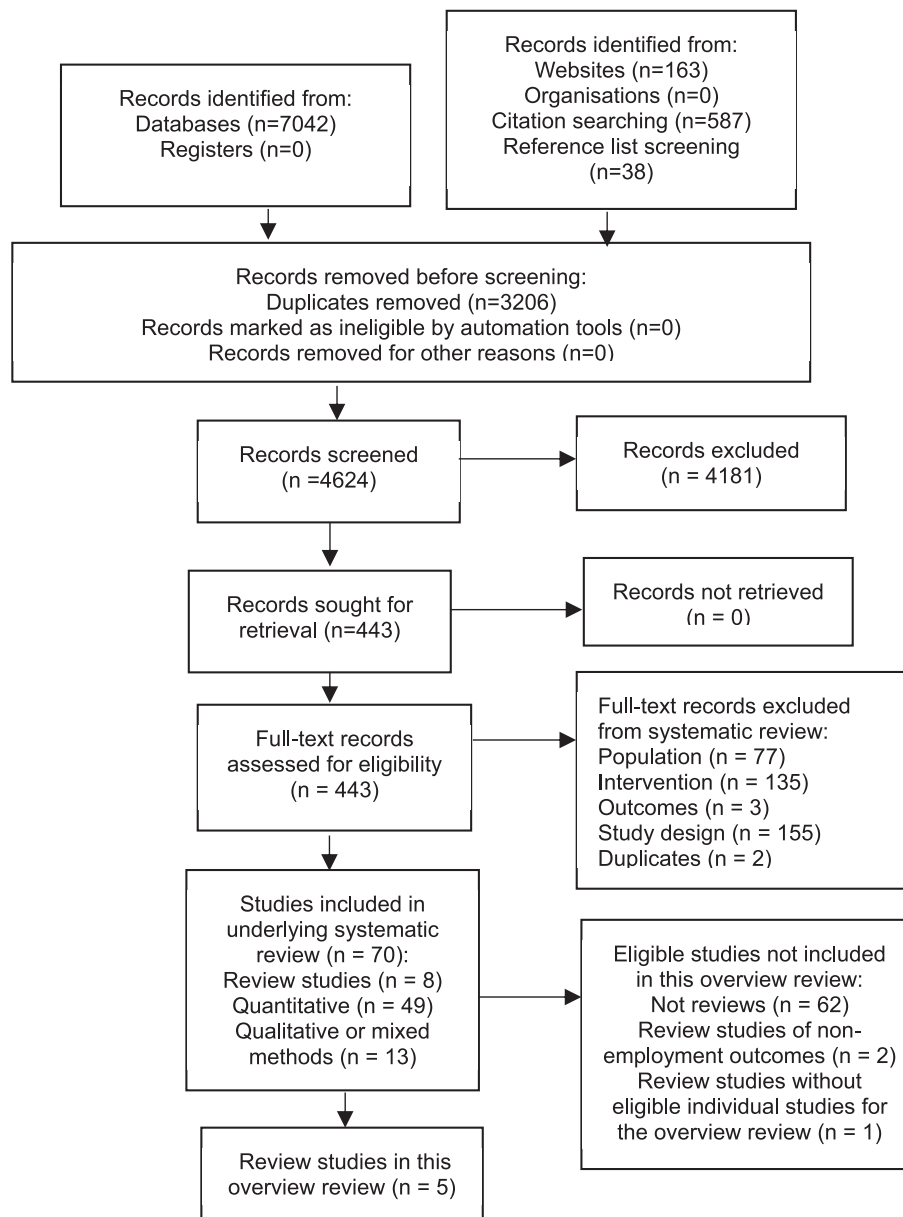 Records identified from:
Databases (n=7042)
Registers (n=0)
Records identified from:
Websites (n=163)
Organisations (n=0)
Citation searching (n=587)
Reference list screening
(n=38)
Records removed before screening:
Duplicates removed (n=3206)
Records marked as ineligible by automation tools (n=0)
Records removed for other reasons (n=0)
Records screened
(n =4624)
Records excluded
(n = 4181)
Records sought for
retrieval (n=443)
Records not retrieved
(n = 0)
Full-text records
assessed for eligibility
(n = 443)
Full-text records excluded
from systematic review:
Population (n = 77)
Intervention (n = 135)
Outcomes (n = 3)
Study design (n = 155)
Duplicates (n = 2)
Studies included in
underlying systematic
review (n = 70):
Review studies (n = 8)
Quantitative (n = 49)
Qualitative or mixed
methods (n = 13)
Eligible studies not included
in this overview review:
Not reviews (n = 62)
Review studies of non-
employment outcomes (n = 2)
Review studies without
eligible individual studies for
the overview review (n = 1)
Review studies in this
overview review (n = 5)